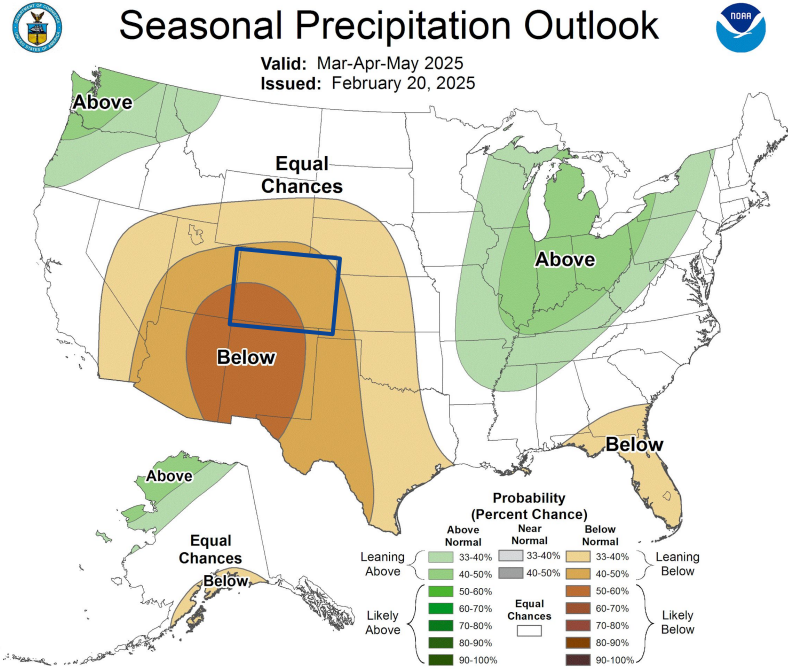 Seasonal Precipitation Outlook
NOAA
Valid: Mar-Apr-May 2025
Issued: February 20, 2025
Above
Equal
Chances
Above
Below
Below
Above
Equal
Chances
Below
Probability
(Percent Chance)
Above
Normal
Near
Normal
Below
Normal
Leaning
Above
33-40%
33-40%
33-40%
Leaning
Below
40-50%
40-50%
40-50%
Likely
Above
50-60%
60-70%
70-80%
80-90%
90-100%
Equal
Chances
50-60%
60-70%
70-80%
80-90%
90-100%
Likely
Below